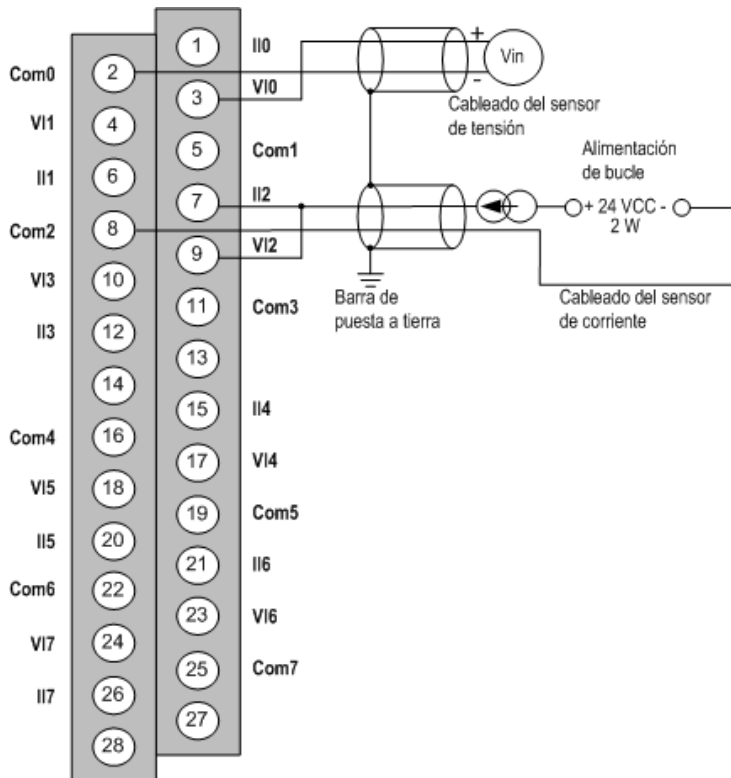 1
II0
Com0
2
3
VI0
VI1
4
5
Com1
II1
6
7
II2
Com2
8
9
VI2
VI3
10
11
Com3
II3
12
13
14
15
II4
Com4
16
17
VI4
VI5
18
19
Com5
II5
20
21
II6
Com6
22
23
VI6
VI7
24
25
Com7
II7
26
27
28
+
Vin
-
Cableado del sensor
de tensión
Alimentación
de bucle
+ 24 VCC -
2 W
Barra de
puesta a tierra
Cableado del sensor
de corriente